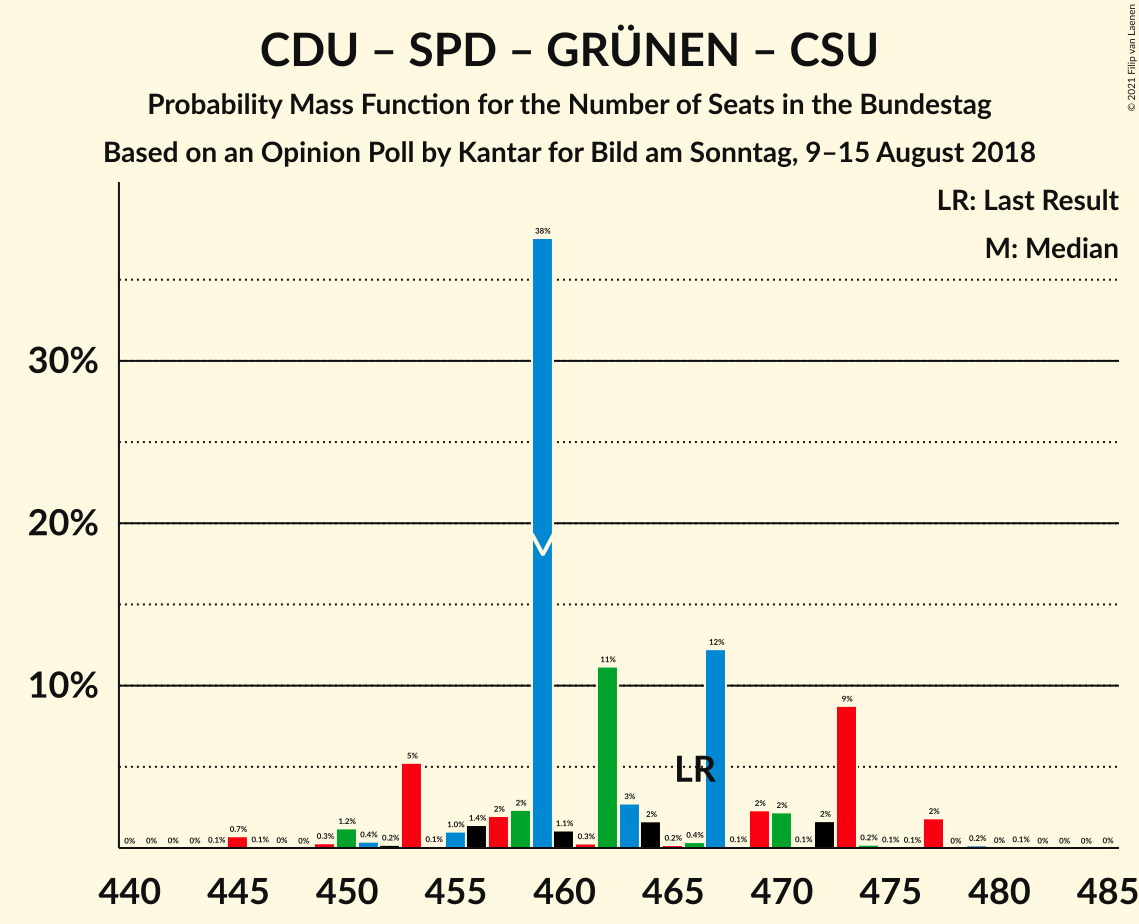 CDU – SPD – GRÜNEN – CSU
Probability Mass Function for the Number of Seats in the Bundestag
Based on an Opinion Poll by Kantar for Bild am Sonntag, 9–15 August 2018
© 2021 Filip van Laenen
LR: Last Result
M: Median
38%
30%
20%
12%
11%
10%
9%
5%
LR
0% 0% 0% 0% 0.1% 0.7% 0.1% 0% 0% 0.3% 1.2% 0.4% 0.2% 0.1% 1.0% 1.4% 2% 2% 1.1% 0.3% 3% 2% 0.2% 0.4% 0.1% 2% 2% 0.1% 2% 0.2% 0.1% 0.1% 2% 0% 0.2% 0% 0.1% 0% 0% 0% 0%
440 445 450 455 460 465 470 475 480 485